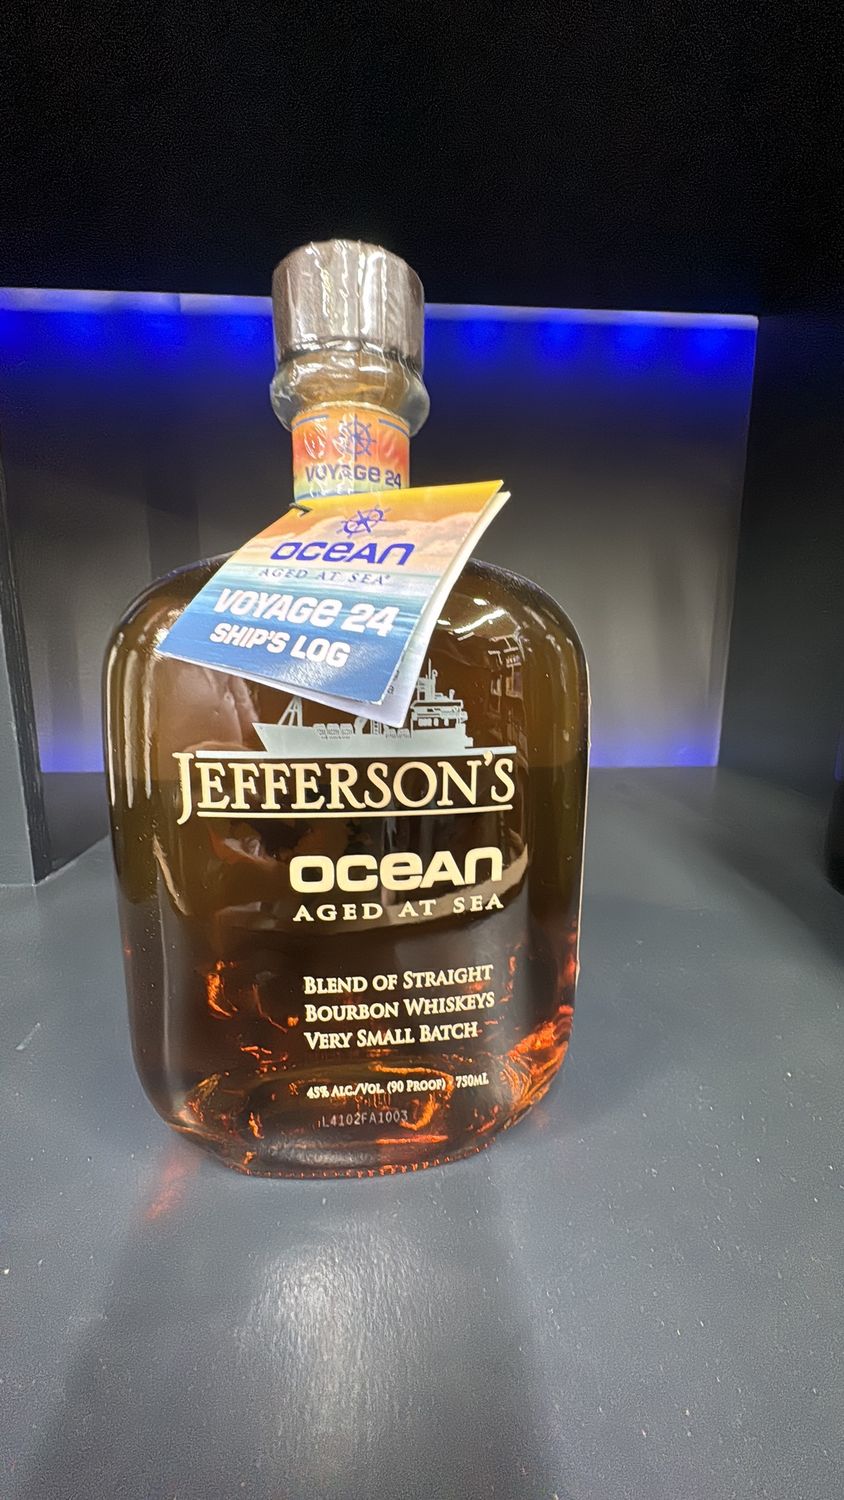 VOYAGE 24
OCEAN
AGED AT SEA®
VOYAGE 24
SHIP'S LOG
JEFFERSON'S
OCEAN
AGED AT SEA
BLEND OF STRAIGHT
BOURBON WHISKEYS
VERY SMALL BATCH
45% ALC./VOL. (90 PROOF) 750ML
L4102FA1003